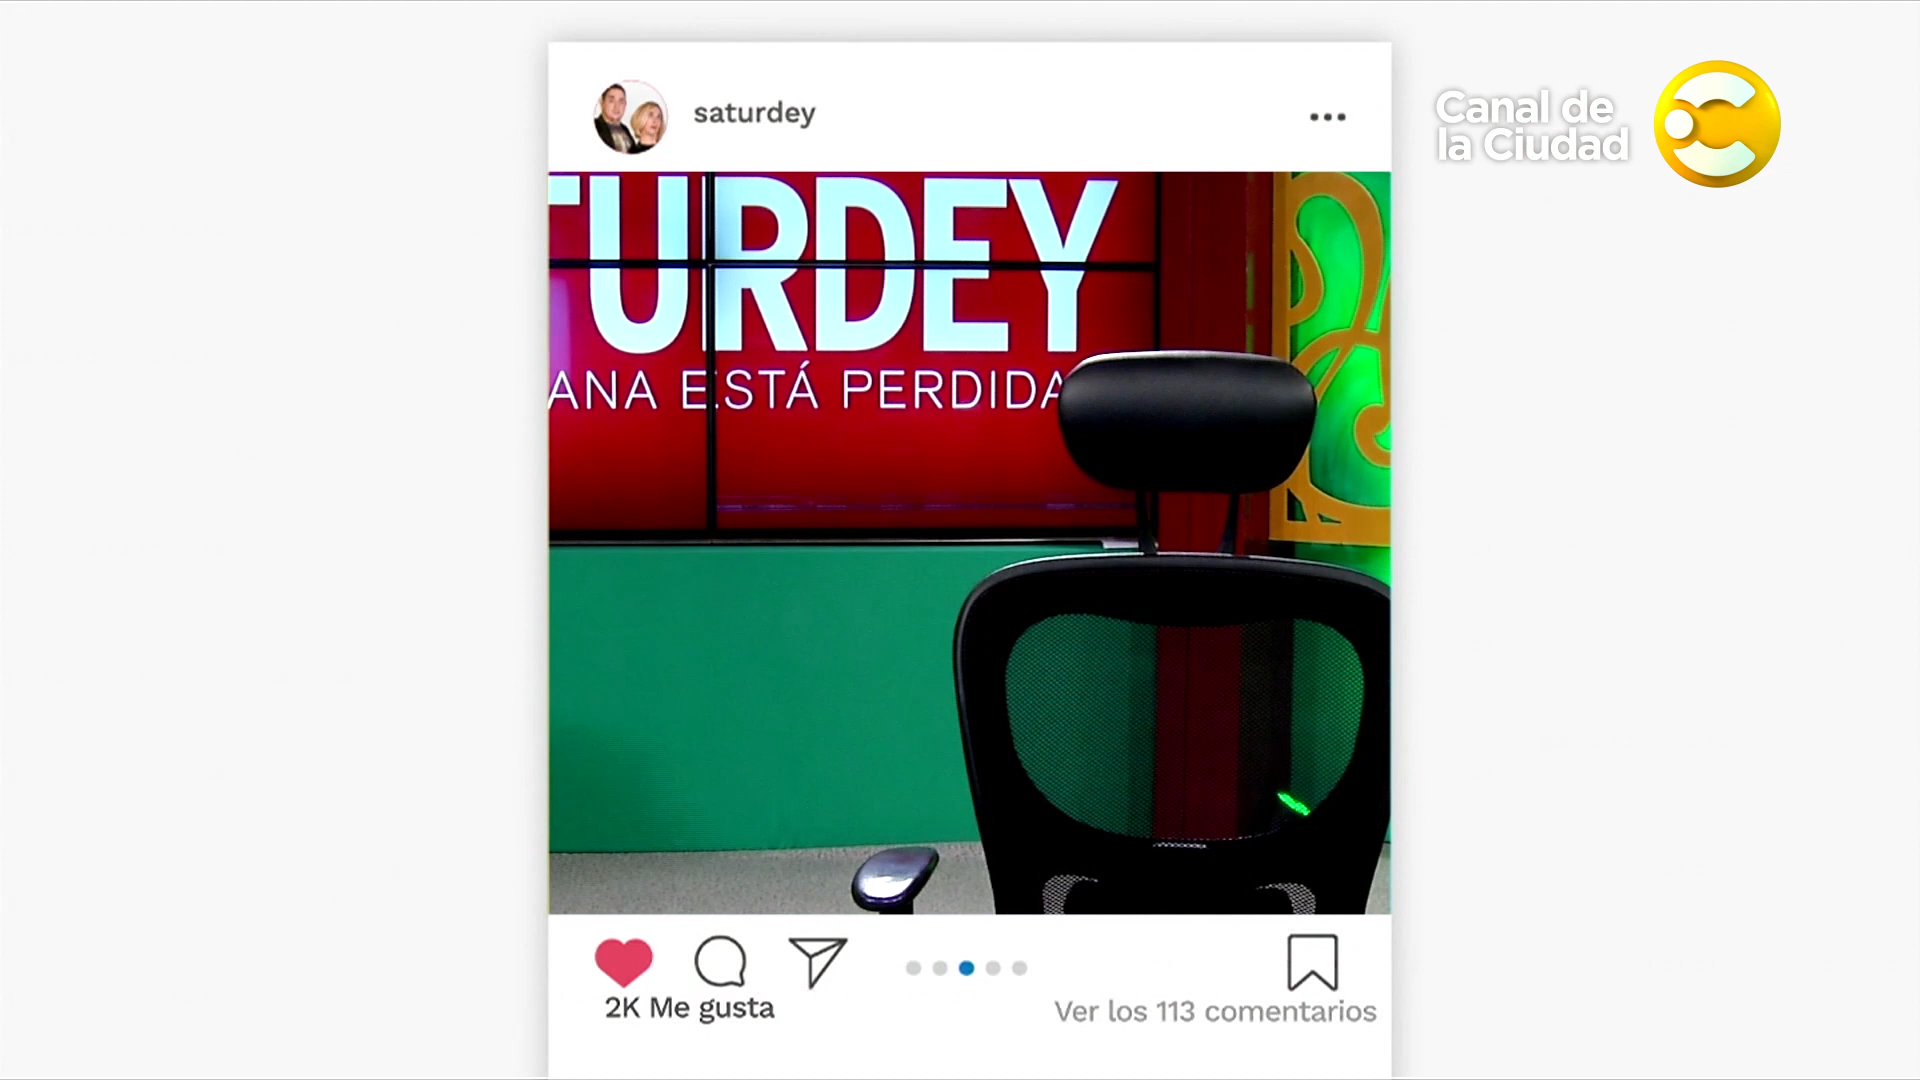 saturdey
Canal de
la Ciudad
TURDEY
ANA ESTÁ PERDIDA
2K Me gusta
Ver los 113 comentarios